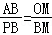 AB/PB = OM/BM